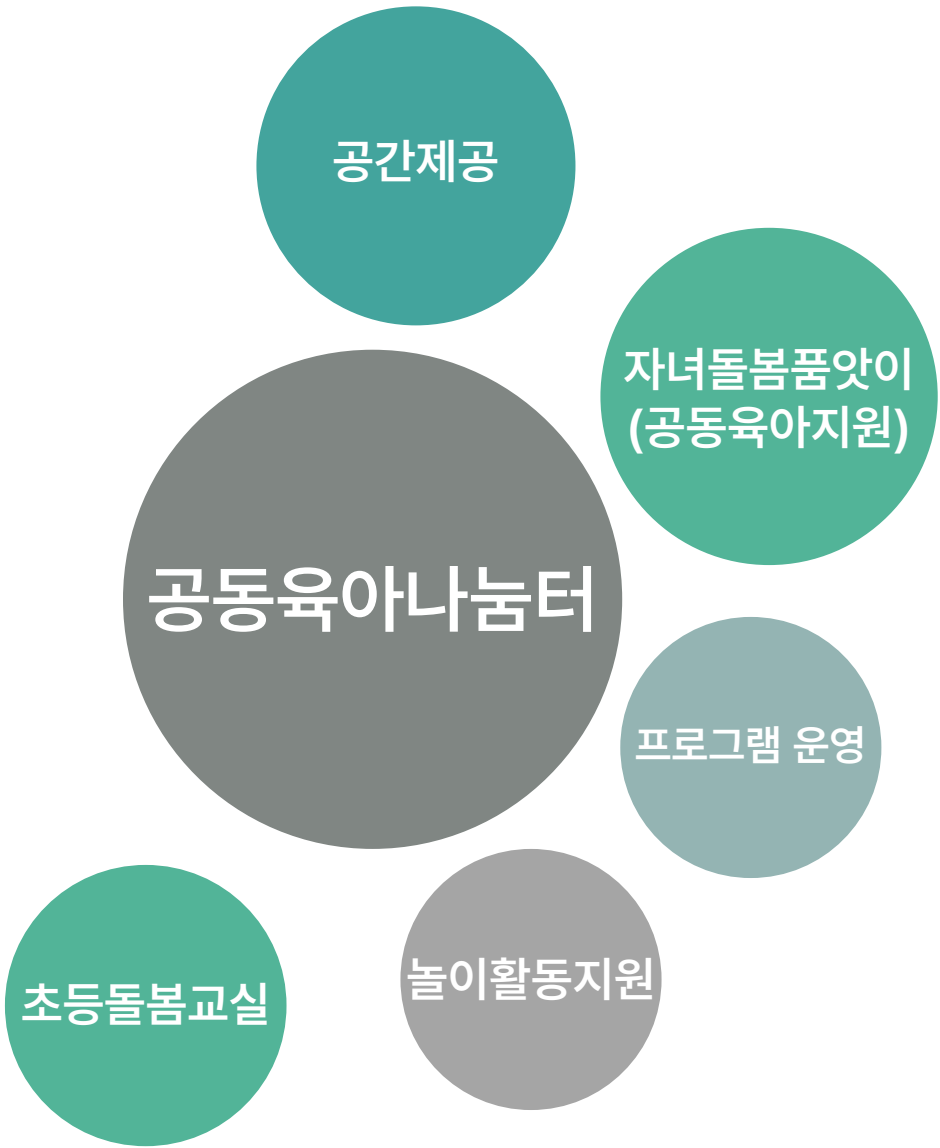 공간제공
자녀돌봄품앗이
(공동육아지원)
공동육아나눔터
프로그램 운영
놀이활동지원
초등돌봄교실